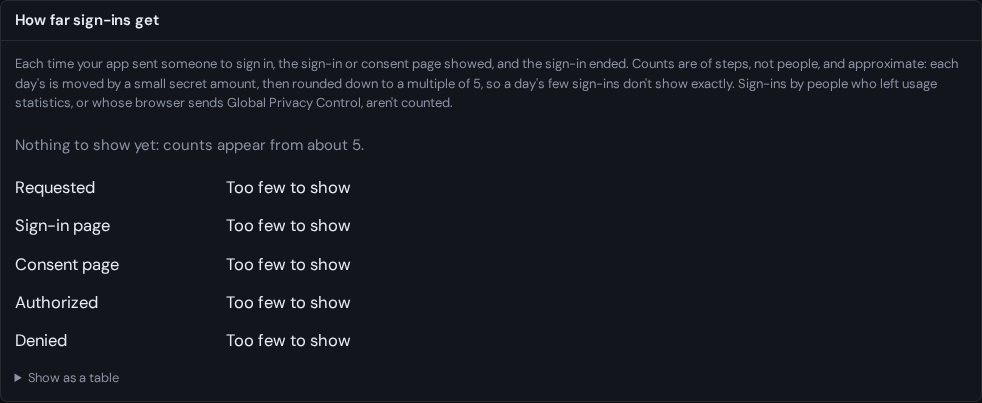 How far sign-ins get
Each time your app sent someone to sign in, the sign-in or consent page showed, and the sign-in ended. Counts are of steps, not people, and approximate: each
day's is moved by a small secret amount, then rounded down to a multiple of 5, so a day's few sign-ins don't show exactly. Sign-ins by people who left usage
statistics, or whose browser sends Global Privacy Control, aren't counted.
Nothing to show yet: counts appear from about 5.
Requested Too few to show
Sign-in page Too few to show
Consent page Too few to show
Authorized Too few to show
Denied Too few to show
Show as a table